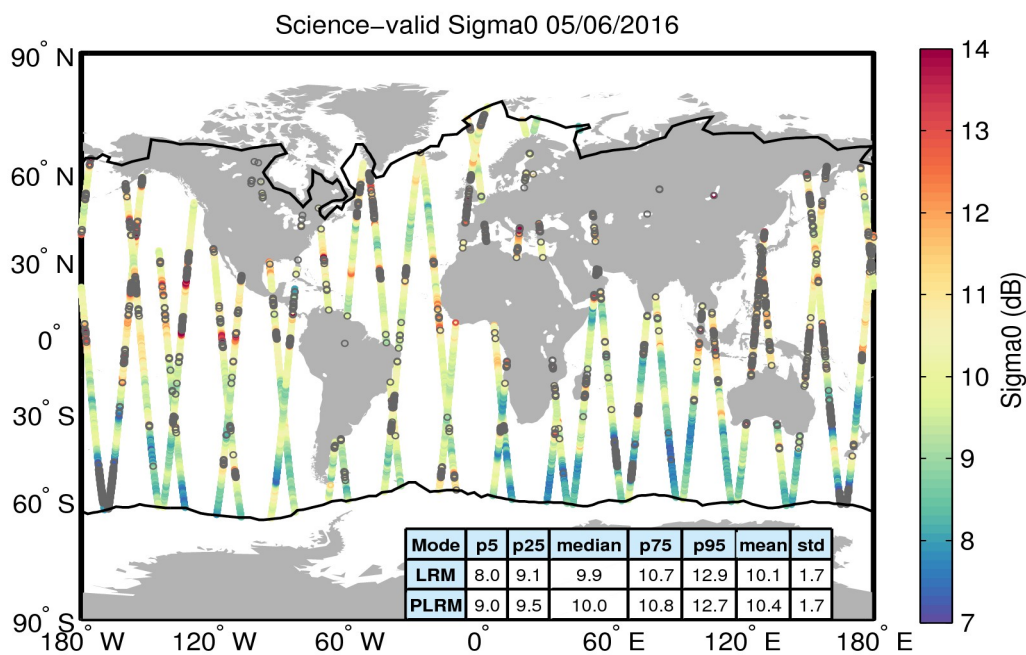 Science−valid Sigma0 05/06/2016
90° N
60° N
30° N
0°
30° S
60° S
90° S
180° W
120° W
60° W
0°
60° E
120° E
180° E
14
13
12
11
10
9
8
7
Sigma0 (dB)
Mode p5 p25 median p75 p95 mean std
LRM 8.0 9.1 9.9 10.7 12.9 10.1 1.7
PLRM 9.0 9.5 10.0 10.8 12.7 10.4 1.7